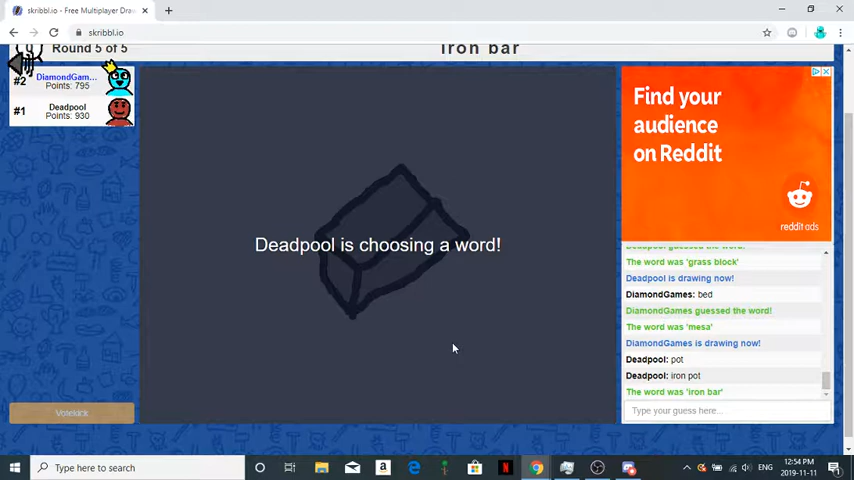 skribbl.io - Free Multiplayer Dra
skribbl.io
Round 5 of 5
iron bar
#2
DiamondGam...
Points: 795
#1
Deadpool
Points: 930
Deadpool is choosing a word!
Find your
audience
on Reddit
reddit ads
Deadpool guessed the word!
The word was 'grass block'
Deadpool is drawing now!
DiamondGames: bed
DiamondGames guessed the word!
The word was 'mesa'
DiamondGames is drawing now!
Deadpool: pot
Deadpool: iron pot
The word was 'iron bar'
Votekick
Type your guess here...
Type here to search
ENG
12:54 PM
2019-11-11